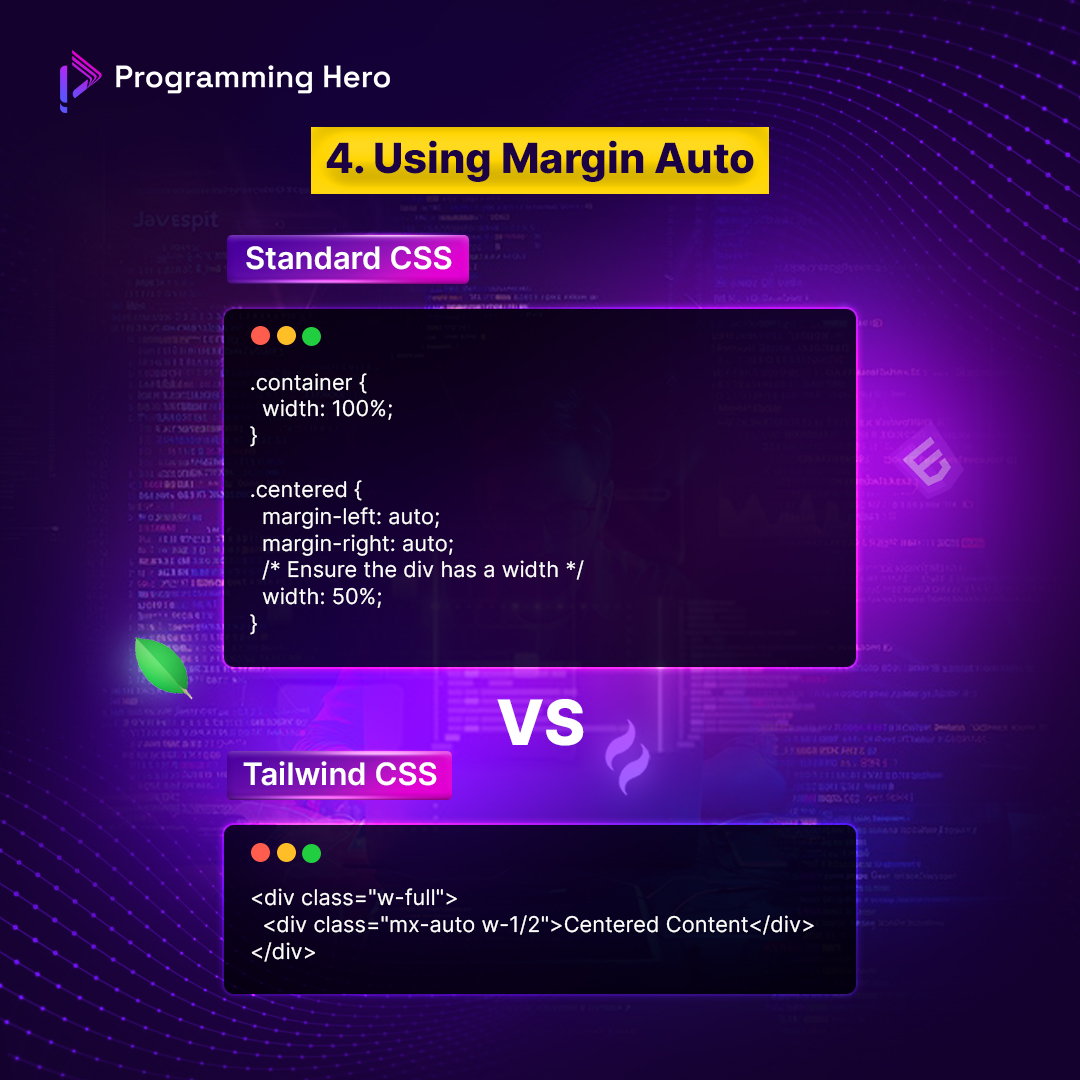 Programming Hero
4. Using Margin Auto
Standard CSS
.container {
  width: 100%;
}

.centered {
  margin-left: auto;
  margin-right: auto;
  /* Ensure the div has a width */
  width: 50%;
}
VS
Tailwind CSS
<div class="w-full">
  <div class="mx-auto w-1/2">Centered Content</div>
</div>